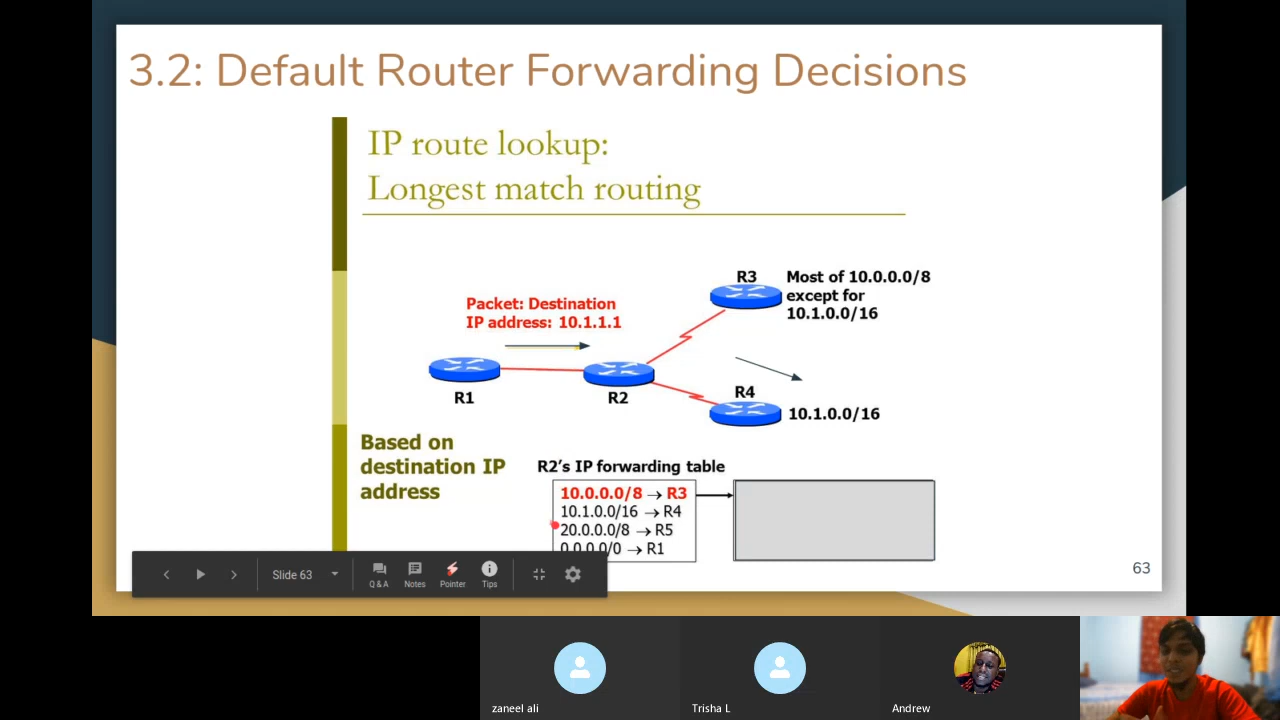 3.2: Default Router Forwarding Decisions
IP route lookup:
Longest match routing
R3
Most of 10.0.0.0/8
except for
10.1.0.0/16
Packet: Destination
IP address: 10.1.1.1
R1
R2
R4
10.1.0.0/16
Based on
destination IP
address
R2’s IP forwarding table
10.0.0.0/8 → R3
10.1.0.0/16 → R4
20.0.0.0/8 → R5
0.0.0.0/0 → R1
63
Slide 63
Q & A
Notes
Pointer
Tips
zaneel ali
Trisha L
Andrew